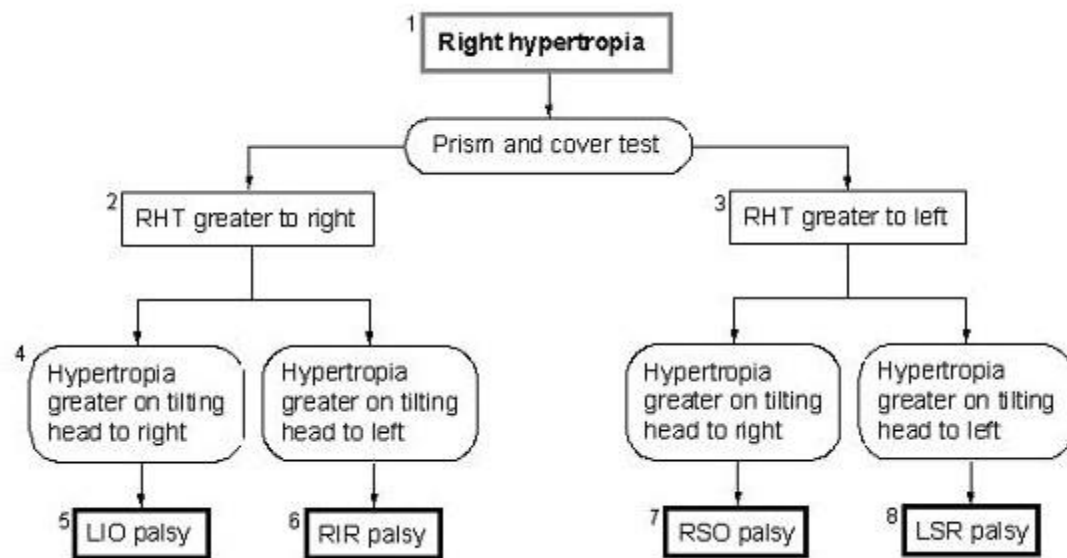 1
Right hypertropia
Prism and cover test
2
RHT greater to right
3
RHT greater to left
4
Hypertropia
greater on tilting
head to right
Hypertropia
greater on tilting
head to left
Hypertropia
greater on tilting
head to right
Hypertropia
greater on tilting
head to left
5
LIO palsy
6
RIR palsy
7
RSO palsy
8
LSR palsy